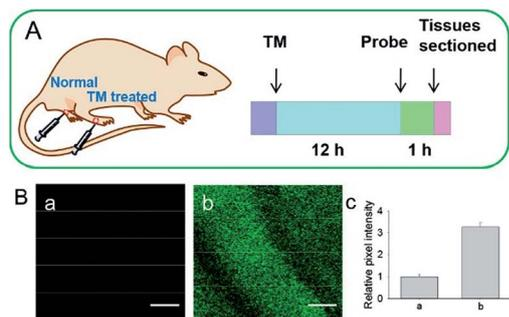 A
Normal
TM treated
TM
Probe
Tissues
sectioned
12 h
1 h
B
a
b
c
Relative pixel intensity
4
3
2
1
0
a
b